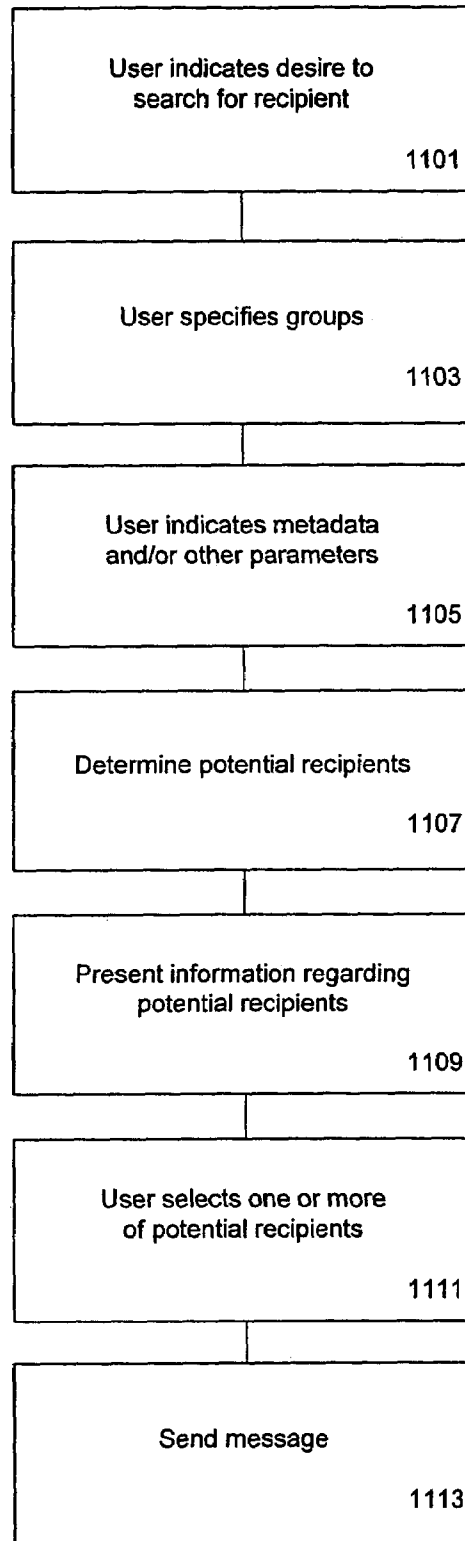 User indicates desire to
search for recipient
1101
User specifies groups
1103
User indicates metadata
and/or other parameters
1105
Determine potential recipients
1107
Present information regarding
potential recipients
1109
User selects one or more
of potential recipients
1111
Send message
1113